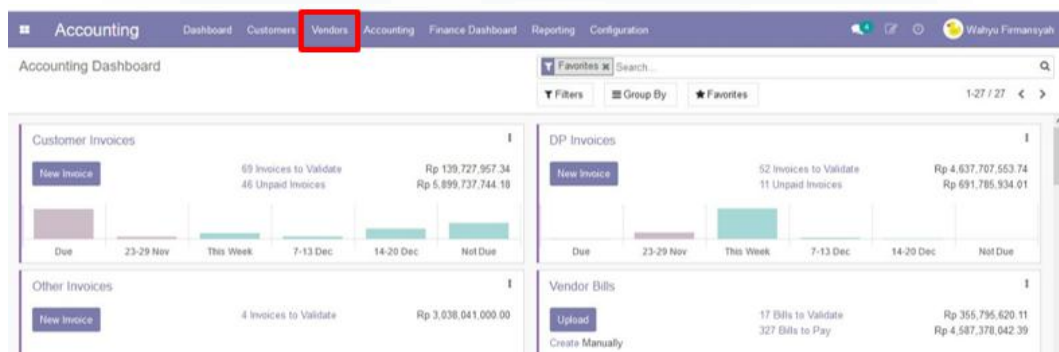 Accounting Dashboard Customers Vendors Accounting Finance Dashboard Reporting Configuration Wahyu Firmansyah
Accounting Dashboard
Favorites x Search...
Filters Group By Favorites 1-27 / 27
Customer Invoices
New Invoice
69 Invoices to Validate Rp 139,727,957.34
46 Unpaid Invoices Rp 5,899,737,744.18
Due 23-29 Nov This Week 7-13 Dec 14-20 Dec Not Due
DP Invoices
New Invoice
52 Invoices to Validate Rp 4,637,707,553.74
11 Unpaid Invoices Rp 691,785,934.01
Due 23-29 Nov This Week 7-13 Dec 14-20 Dec Not Due
Other Invoices
New Invoice
4 Invoices to Validate Rp 3,038,041,000.00
Vendor Bills
Upload
Create Manually
17 Bills to Validate Rp 355,795,620.11
327 Bills to Pay Rp 4,587,378,042.39